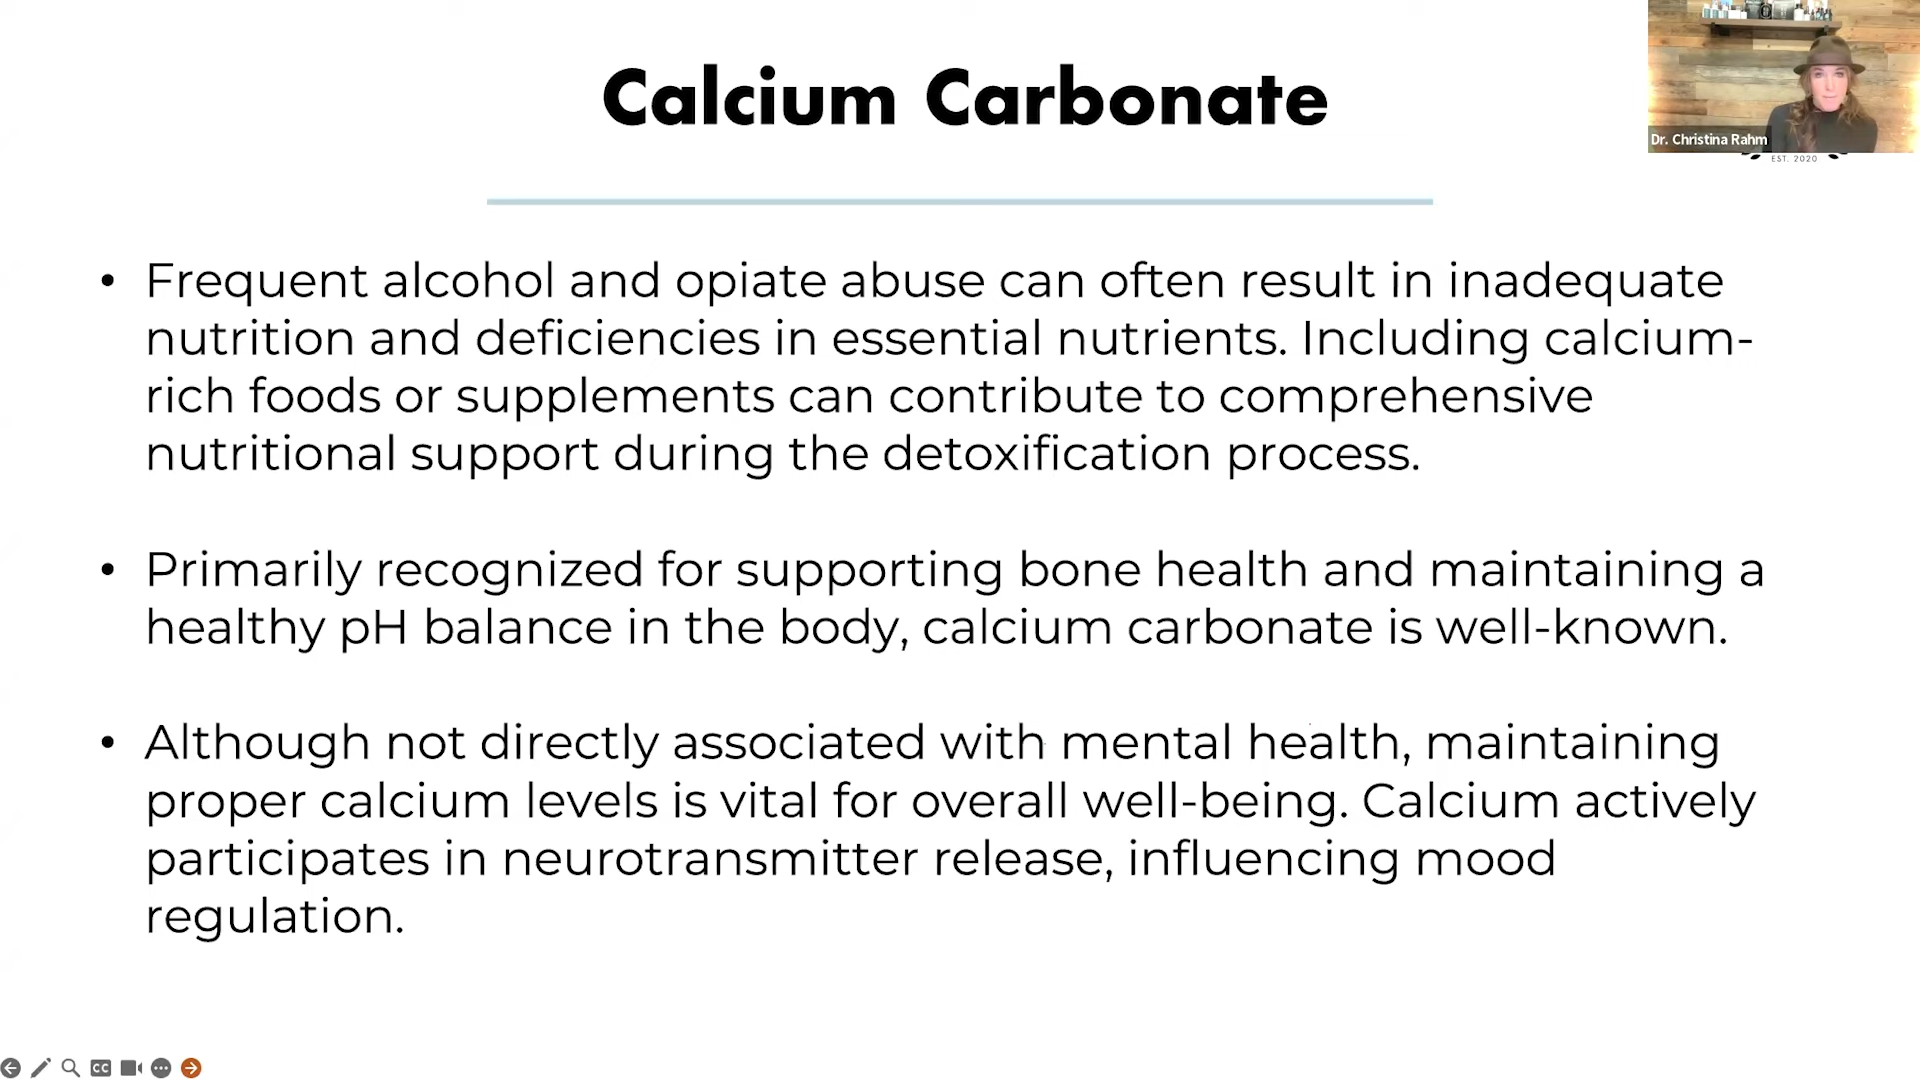 Calcium Carbonate
Dr. Christina Rahm
EST. 2020
• Frequent alcohol and opiate abuse can often result in inadequate
nutrition and deficiencies in essential nutrients. Including calcium-
rich foods or supplements can contribute to comprehensive
nutritional support during the detoxification process.
• Primarily recognized for supporting bone health and maintaining a
healthy pH balance in the body, calcium carbonate is well-known.
• Although not directly associated with mental health, maintaining
proper calcium levels is vital for overall well-being. Calcium actively
participates in neurotransmitter release, influencing mood
regulation.
CC